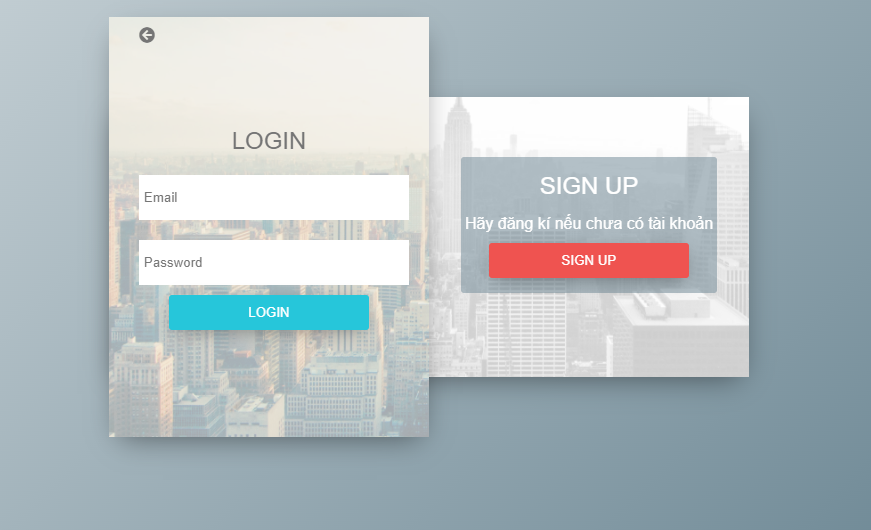 LOGIN
Email
Password
LOGIN
SIGN UP
Hãy đăng kí nếu chưa có tài khoản
SIGN UP